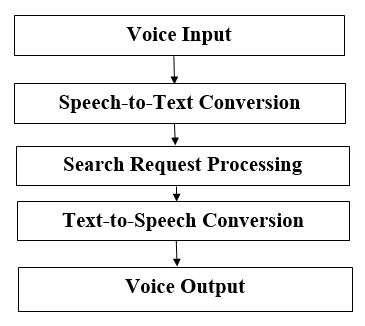 Voice Input
Speech-to-Text Conversion
Search Request Processing
Text-to-Speech Conversion
Voice Output